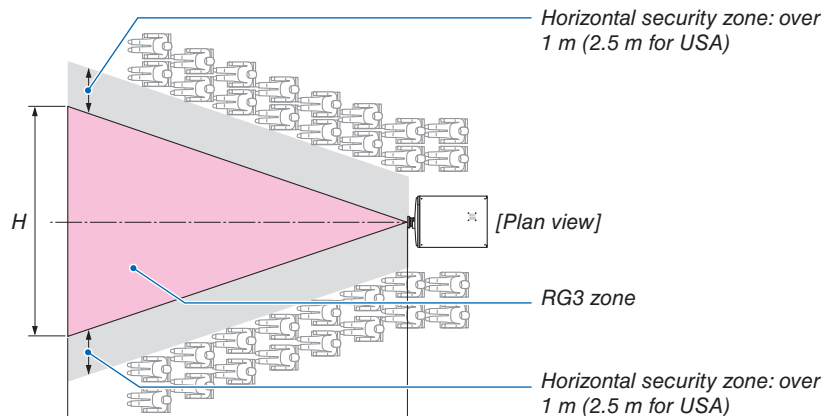 Horizontal security zone: over
1 m (2.5 m for USA)
H
[Plan view]
RG3 zone
Horizontal security zone: over
1 m (2.5 m for USA)